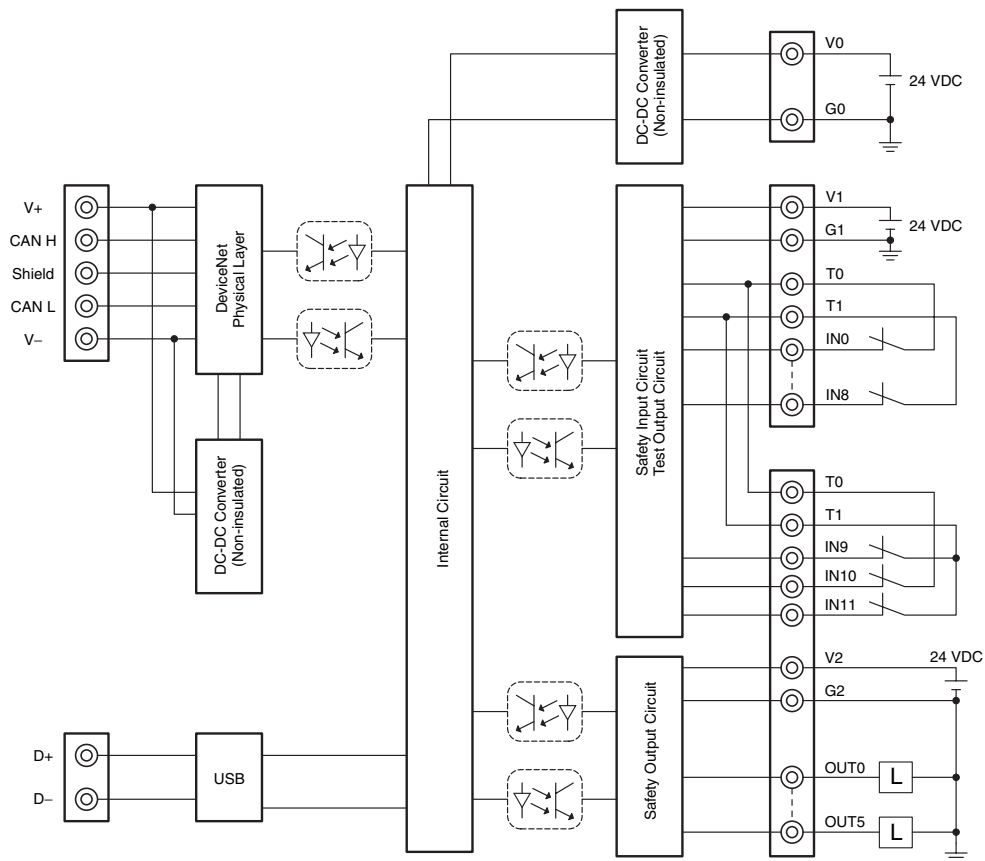 DC-DC Converter
(Non-insulated)
V0
24 VDC
G0
V+
CAN H
Shield
CAN L
V–
DeviceNet
Physical Layer
DC-DC Converter
(Non-insulated)
Internal Circuit
Safety Input Circuit
Test Output Circuit
V1
24 VDC
G1
T0
T1
IN0
IN8
T0
T1
IN9
IN10
IN11
V2
24 VDC
G2
Safety Output Circuit
OUT0
L
OUT5
L
D+
D–
USB